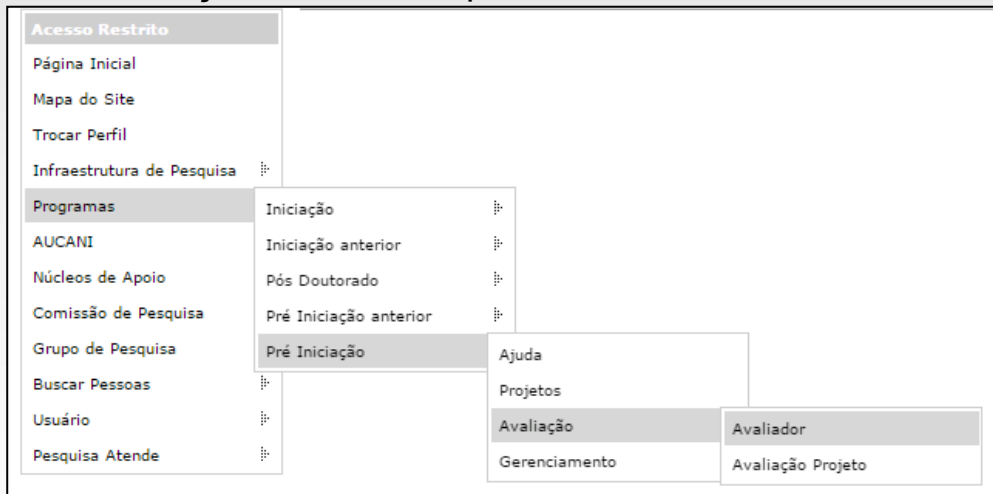 Acesso Restrito
Página Inicial
Mapa do Site
Trocar Perfil
Infraestrutura de Pesquisa
Programas
AUCANI
Núcleos de Apoio
Comissão de Pesquisa
Grupo de Pesquisa
Buscar Pessoas
Usuário
Pesquisa Atende
Iniciação
Iniciação anterior
Pós Doutorado
Pré Iniciação anterior
Pré Iniciação
Ajuda
Projetos
Avaliação
Gerenciamento
Avaliador
Avaliação Projeto